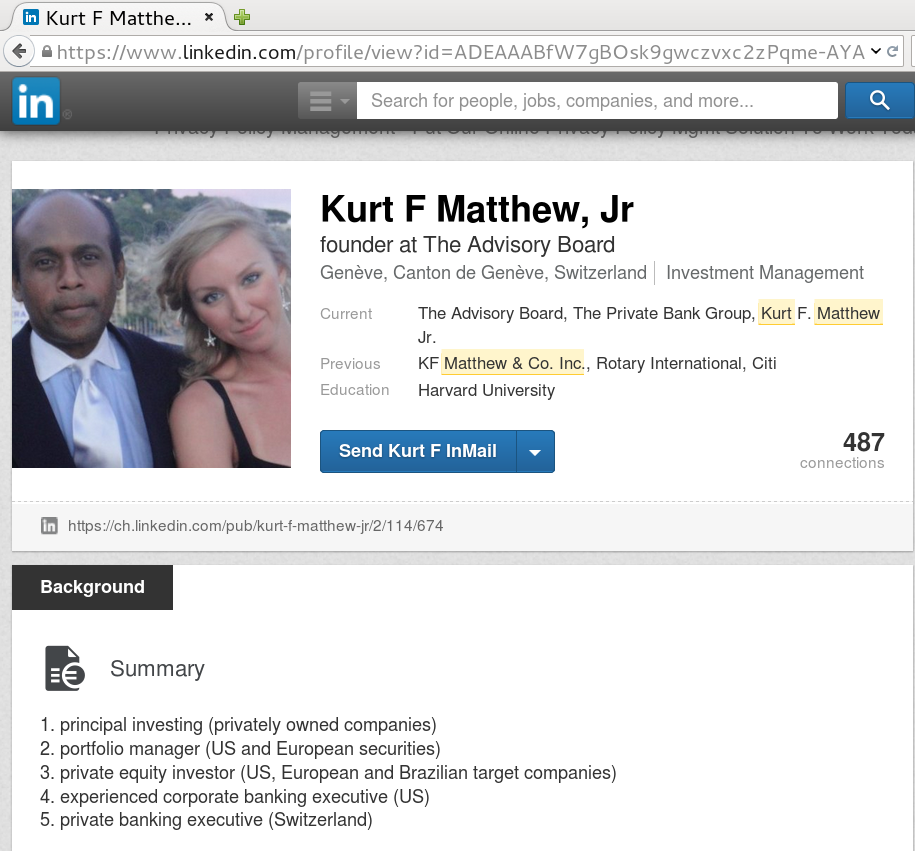 Kurt F Matthe...
https://www.linkedin.com/profile/view?id=ADEAAABfW7gBOsk9gwczvxc2zPqme-AYA
in
Search for people, jobs, companies, and more...
Privacy Policy Management - Put Our Online Privacy Policy Mgmt Solution To Work
Kurt F Matthew, Jr
founder at The Advisory Board
Genève, Canton de Genève, Switzerland | Investment Management
Current The Advisory Board, The Private Bank Group, Kurt F. Matthew
Jr.
Previous KF Matthew & Co. Inc., Rotary International, Citi
Education Harvard University
Send Kurt F InMail
487
connections
in https://ch.linkedin.com/pub/kurt-f-matthew-jr/2/114/674
Background
Summary
1. principal investing (privately owned companies)
2. portfolio manager (US and European securities)
3. private equity investor (US, European and Brazilian target companies)
4. experienced corporate banking executive (US)
5. private banking executive (Switzerland)